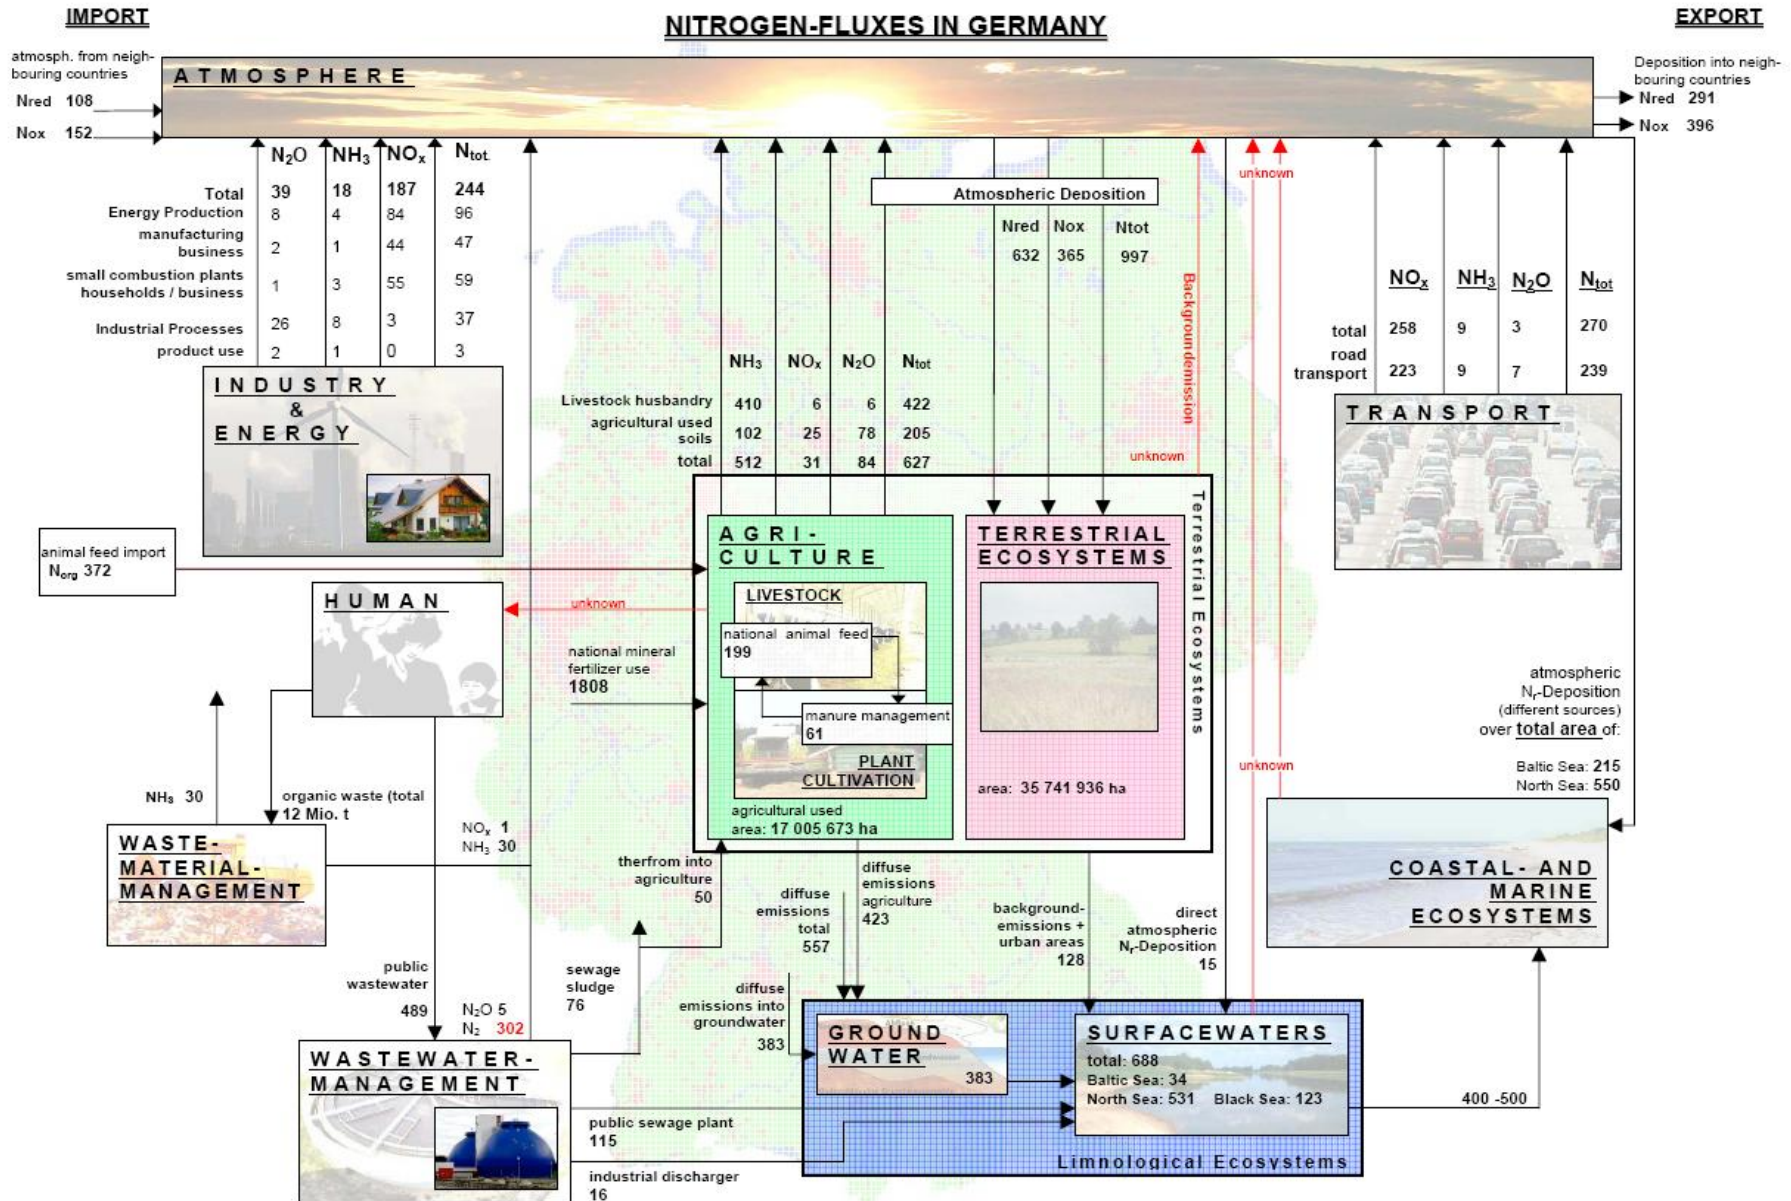 IMPORT
NITROGEN-FLUXES IN GERMANY
EXPORT
atmosph. from neigh-
bouring countries
Nred 108
Nox 152
ATMOSPHERE
Deposition into neigh-
bouring countries
Nred 291
Nox 396
N₂O NH₃ NOₓ Ntot
Total 39 18 187 244
Energy Production 8 4 84 96
manufacturing
business 2 1 44 47
small combustion plants
households / business 1 3 55 59
Industrial Processes 26 8 3 37
product use 2 1 0 3
INDUSTRY
&
ENERGY
Atmospheric Deposition
Nred Nox Ntot
632 365 997
unknown
Backgroundemission
unknown
NH₃ NOₓ N₂O Ntot
Livestock husbandry 410 6 6 422
agricultural used
soils 102 25 78 205
total 512 31 84 627
NOₓ NH₃ N₂O Ntot
total 258 9 3 270
road
transport 223 9 7 239
TRANSPORT
animal feed import
Norg 372
HUMAN
unknown
national mineral
fertilizer use
1808
AGRI-
CULTURE
LIVESTOCK
national animal feed
199
manure management
61
PLANT
CULTIVATION
agricultural used
area: 17 005 673 ha
TERRESTRIAL
ECOSYSTEMS
area: 35 741 936 ha
Terrestrial Ecosystems
unknown
atmospheric
Nᵣ-Deposition
(different sources)
over total area of:
Baltic Sea: 215
North Sea: 550
COASTAL- AND
MARINE
ECOSYSTEMS
NH₃ 30
organic waste (total
12 Mio. t
WASTE-
MATERIAL-
MANAGEMENT
NOₓ 1
NH₃ 30
therfrom into
agriculture
50
diffuse
emissions
total
557
diffuse
emissions
agriculture
423
background-
emissions +
urban areas
128
direct
atmospheric
Nᵣ-Deposition
15
public
wastewater
489
N₂O 5
N₂ 302
sewage
sludge
76
diffuse
emissions into
groundwater
383
WASTEWATER-
MANAGEMENT
public sewage plant
115
industrial discharger
16
GROUND
WATER
383
SURFACEWATERS
total: 688
Baltic Sea: 34
North Sea: 531 Black Sea: 123
Limnological Ecosystems
400 -500